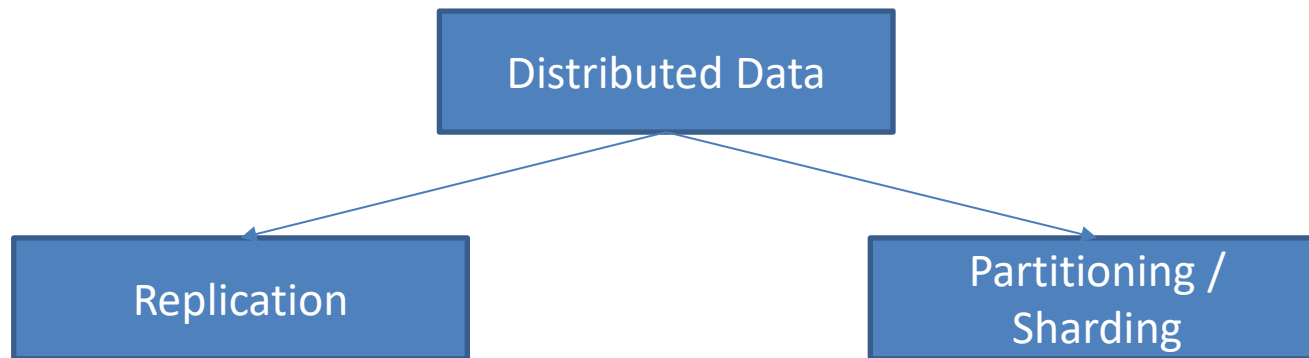 Distributed Data
Replication
Partitioning /
Sharding